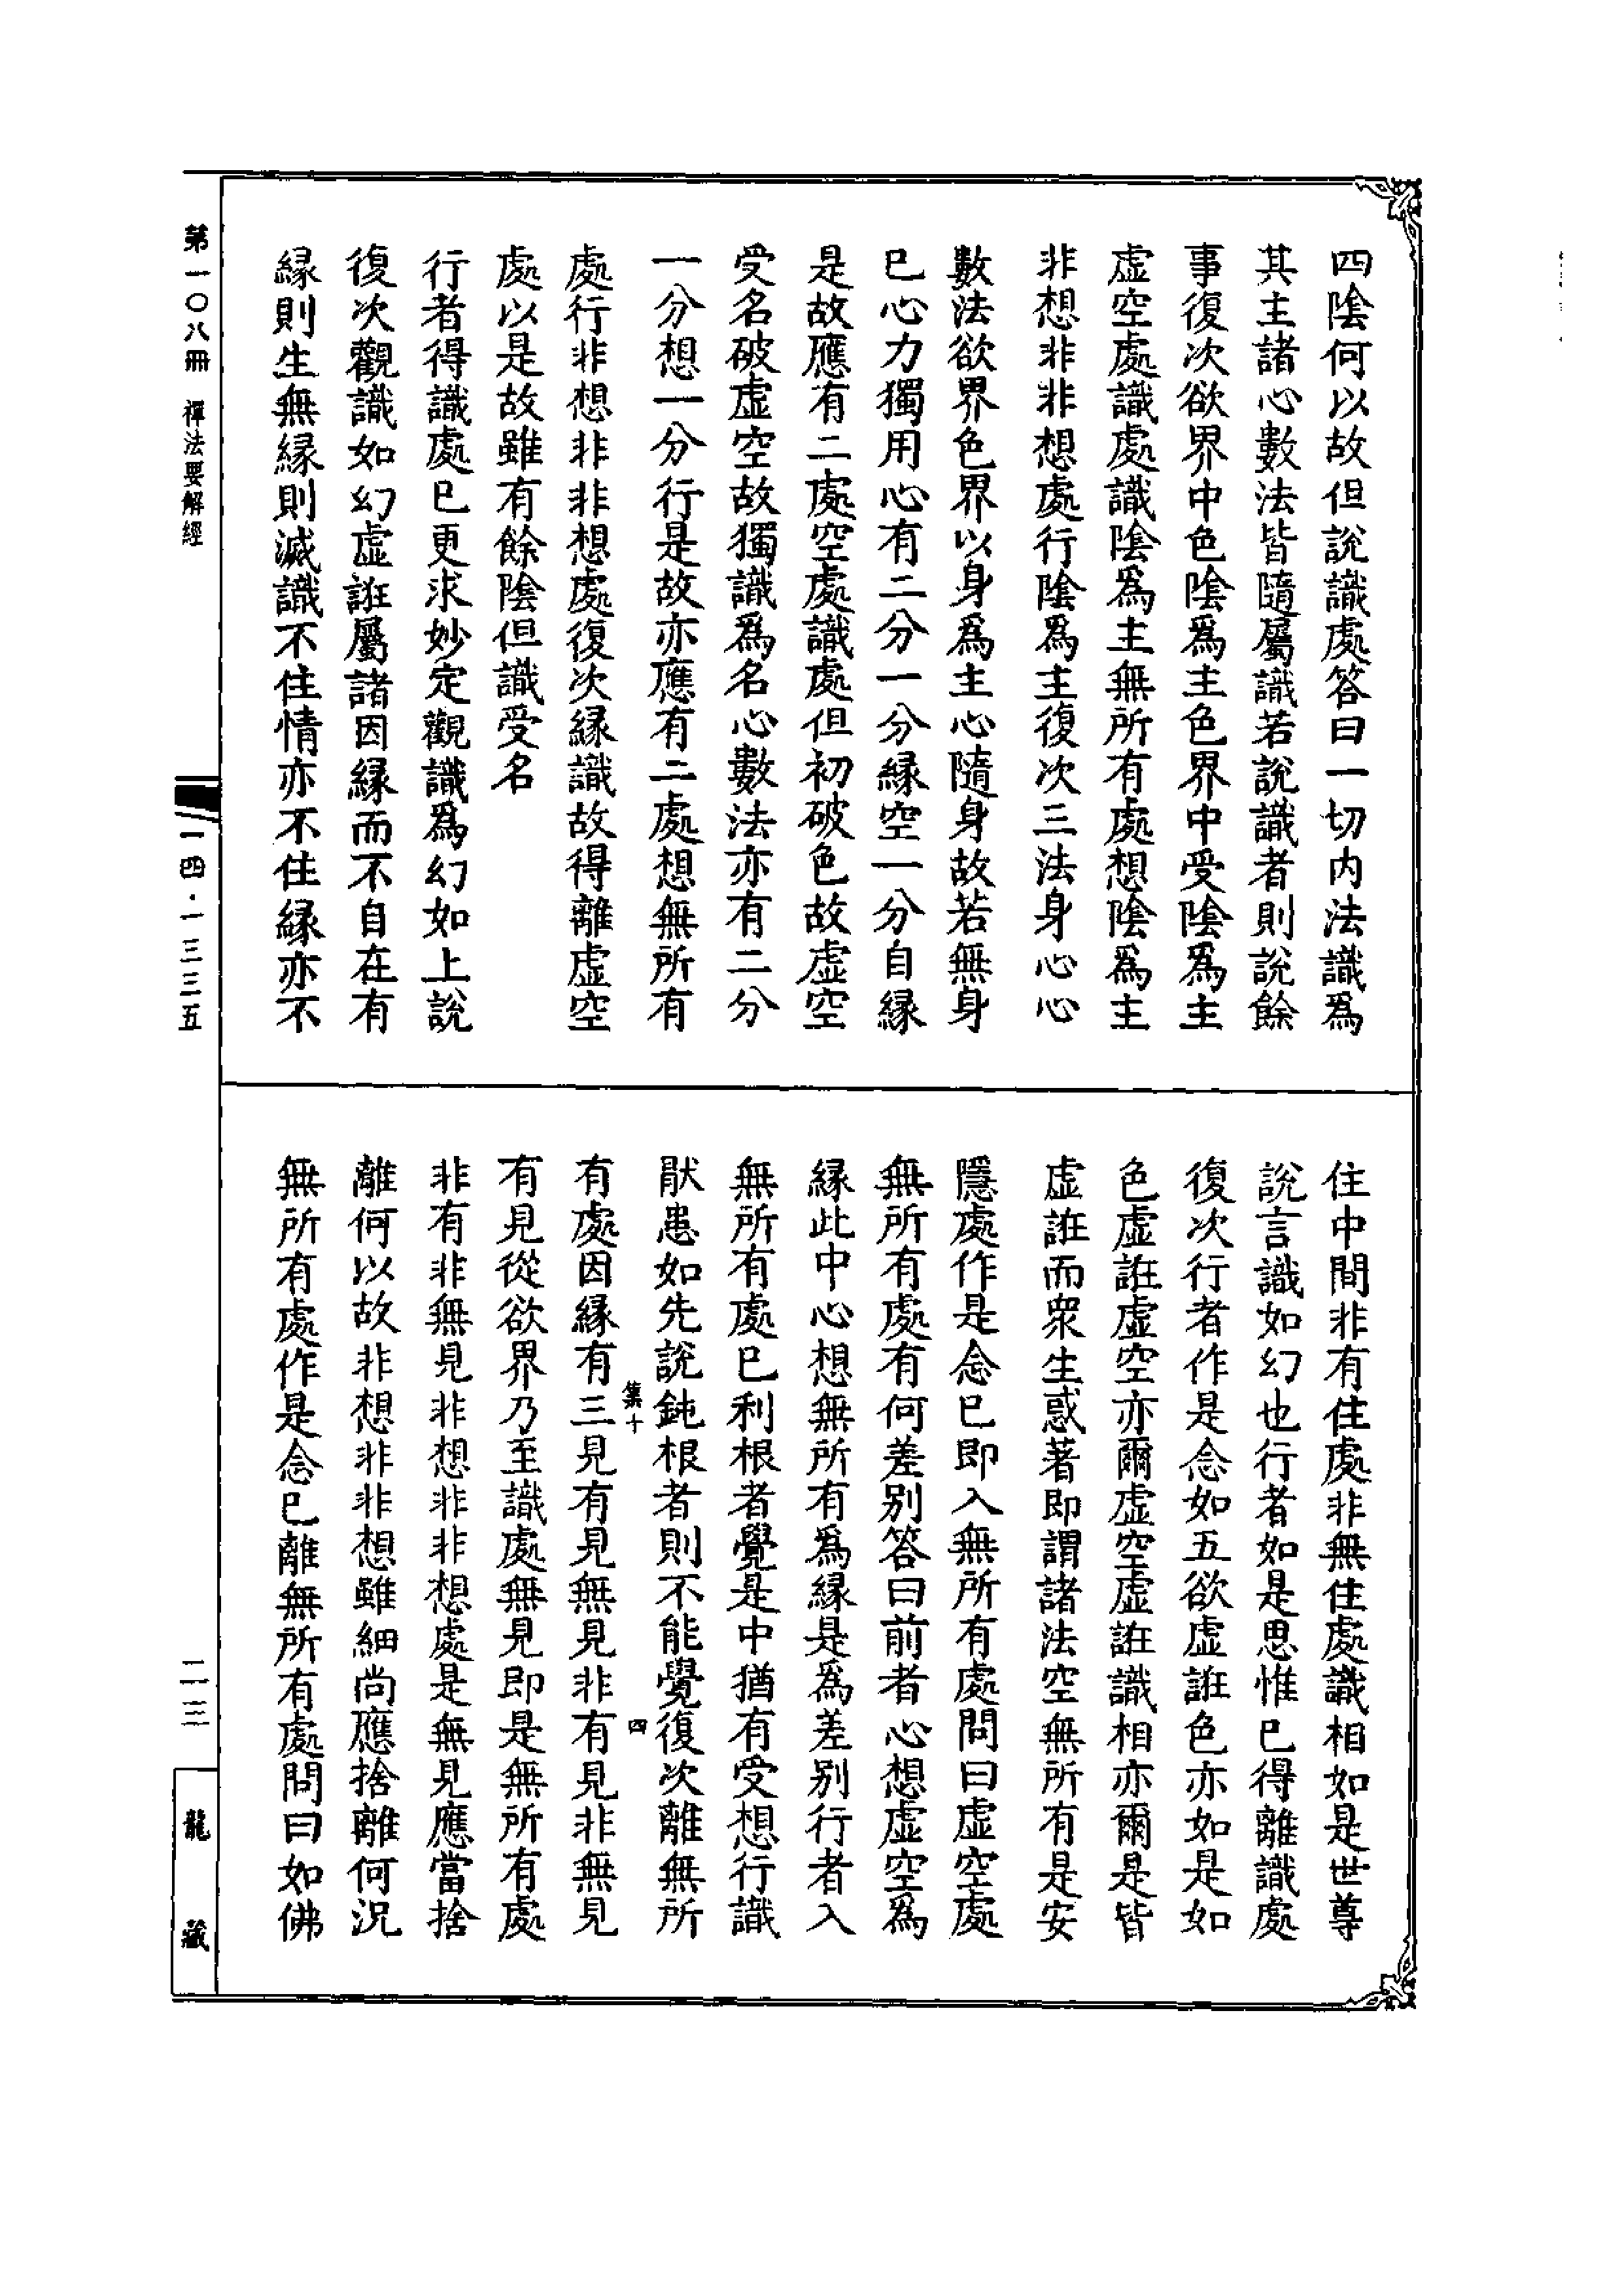 四陰何以故但說識處答曰一切内法識爲
其主諸心數法皆隨屬識若說識者則說餘
事復次欲界中色陰爲主色界中受陰爲主
虛空處識處識陰爲主無所有處想陰爲主
非想非非想處行陰爲主復次三法身心心
數法欲界色界以身爲主心隨身故若無身
已心力獨用心有二分一分緣空一分自緣
是故應有二處空處識處但初破色故虛空
受名破虛空故獨識爲名心數法亦有二分
一分想一分行是故亦應有二處想無所有
處行非想非非想處復次緣識故得離虛空
處以是故雖有餘陰但識受名
行者得識處已更求妙定觀識爲幻如上說
復次觀識如幻虛誑屬諸因緣而不自在有
緣則生無緣則滅識不住情亦不住緣亦不
住中間非有住處非無住處識相如是世尊
說言識如幻也行者如是思惟已得離識處
復次行者作是念如五欲虛誑色亦如是如
色虛誑虛空亦爾虛空虛誑識相亦爾是皆
虛誑而眾生惑著即謂諸法空無所有是安
隱處作是念已即入無所有處問曰虛空處
無所有處有何差別答曰前者心想虛空爲
緣此中心想無所有爲緣是爲差別行者入
無所有處已利根者覺是中猶有受想行識
猒患如先說鈍根者則不能覺復次離無所
集十 四
有處因緣有三見有見無見非有見非無見
有見從欲界乃至識處無見即是無所有處
非有非無見非想非非想處是無見應當捨
離何以故非想非非想雖細尚應捨離何況
無所有處作是念已離無所有處問曰如佛
第一〇八冊 禪法要解經
一四·一三三五
二三
龍藏